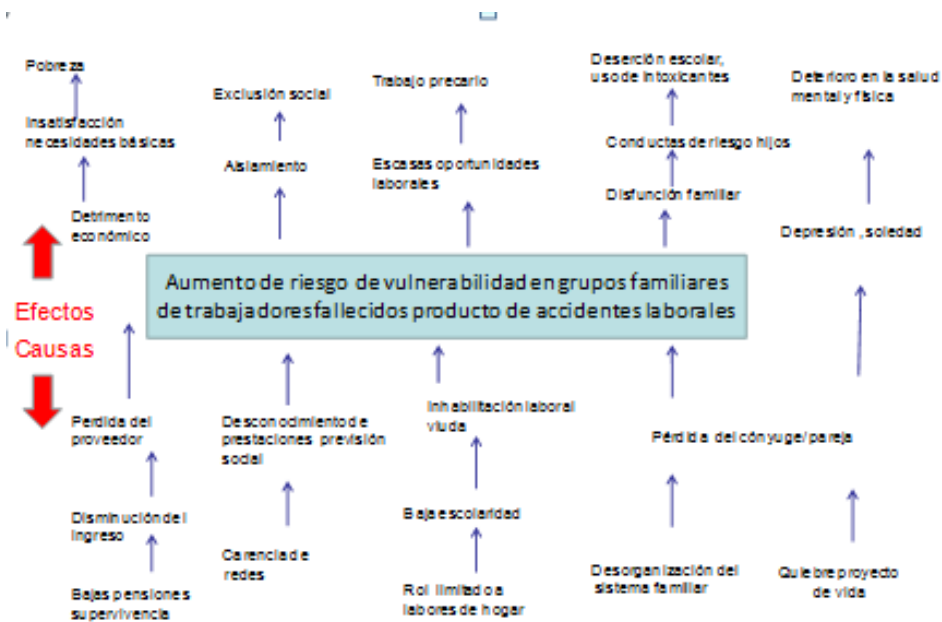 Pobreza
Insatisfacción
necesidades básicas
Detrimento
económico
Exclusión social
Aislamiento
Trabajo precario
Escasas oportunidades
laborales
Deserción escolar,
uso de intoxicantes
Conductas de riesgo hijos
Disfunción familiar
Deterioro en la salud
mental y física
Depresión , soledad
Efectos
Aumento de riesgo de vulnerabilidad en grupos familiares
de trabajadores fallecidos producto de accidentes laborales
Causas
Perdida del
proveedor
Disminución del
ingreso
Bajas pensiones
supervivencia
Desconocimiento de
prestaciones previsión
social
Carencia de
redes
Inhabilitación laboral
viuda
Baja escolaridad
Rol limitado a
labores de hogar
Pérdida del cónyuge/ pareja
Desorganización del
sistema familiar
Quiebre proyecto
de vida